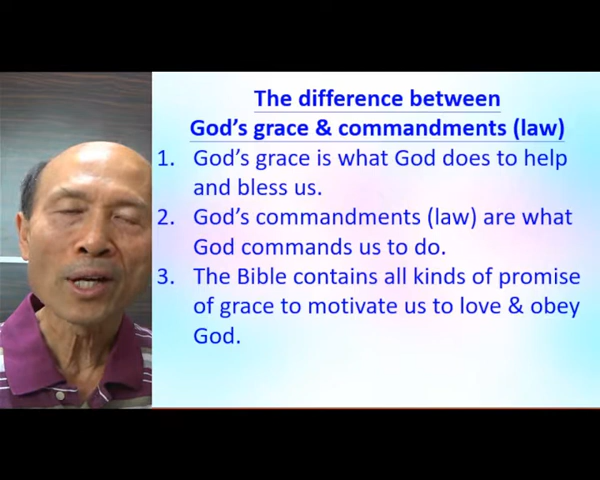 The difference between
God's grace & commandments (law)
1. God's grace is what God does to help
and bless us.
2. God's commandments (law) are what
God commands us to do.
3. The Bible contains all kinds of promise
of grace to motivate us to love & obey
God.